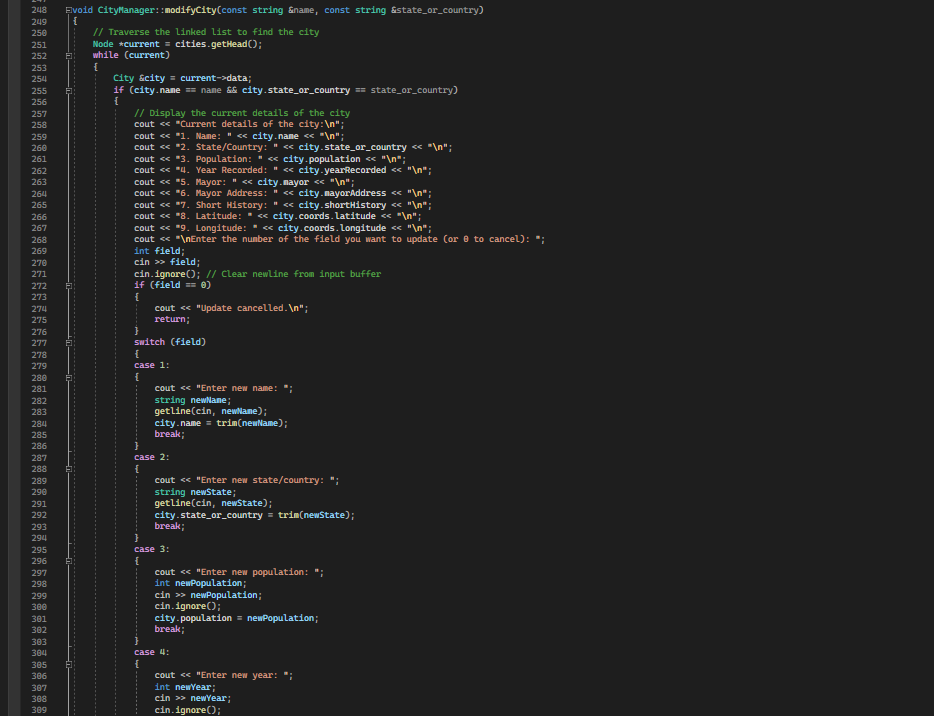 248 void CityManager::modifyCity(const string &name, const string &state_or_country)
249 {
250 // Traverse the linked list to find the city
251 Node *current = cities.getHead();
252 while (current)
253 {
254 City &city = current->data;
255 if (city.name == name && city.state_or_country == state_or_country)
256 {
257 // Display the current details of the city
258 cout << "Current details of the city:\n";
259 cout << "1. Name: " << city.name << "\n";
260 cout << "2. State/Country: " << city.state_or_country << "\n";
261 cout << "3. Population: " << city.population << "\n";
262 cout << "4. Year Recorded: " << city.yearRecorded << "\n";
263 cout << "5. Mayor: " << city.mayor << "\n";
264 cout << "6. Mayor Address: " << city.mayorAddress << "\n";
265 cout << "7. Short History: " << city.shortHistory << "\n";
266 cout << "8. Latitude: " << city.coords.latitude << "\n";
267 cout << "9. Longitude: " << city.coords.longitude << "\n";
268 cout << "\nEnter the number of the field you want to update (or 0 to cancel): ";
269 int field;
270 cin >> field;
271 cin.ignore(); // Clear newline from input buffer
272 if (field == 0)
273 {
274 cout << "Update cancelled.\n";
275 return;
276 }
277 switch (field)
278 {
279 case 1:
280 {
281 cout << "Enter new name: ";
282 string newName;
283 getline(cin, newName);
284 city.name = trim(newName);
285 break;
286 }
287 case 2:
288 {
289 cout << "Enter new state/country: ";
290 string newState;
291 getline(cin, newState);
292 city.state_or_country = trim(newState);
293 break;
294 }
295 case 3:
296 {
297 cout << "Enter new population: ";
298 int newPopulation;
299 cin >> newPopulation;
300 cin.ignore();
301 city.population = newPopulation;
302 break;
303 }
304 case 4:
305 {
306 cout << "Enter new year: ";
307 int newYear;
308 cin >> newYear;
309 cin.ignore();